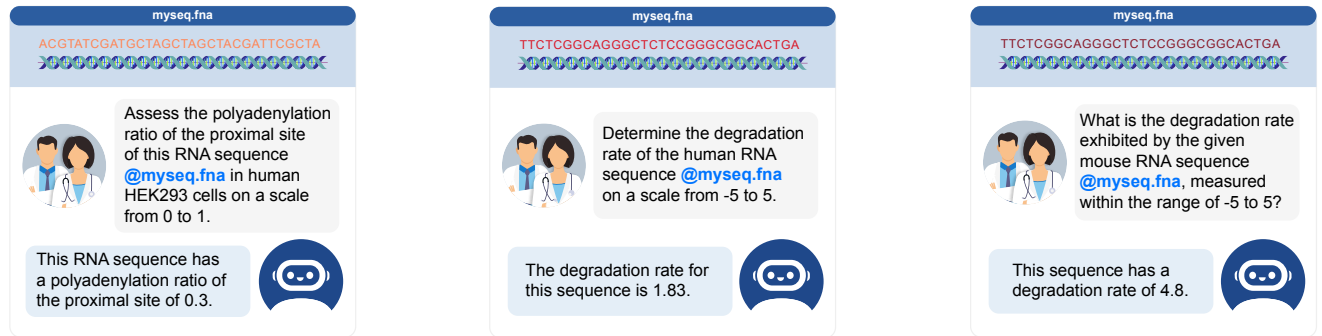 myseq.fna
ACGTATCGATGCTAGCTAGCTACGATTCGCTA
Assess the polyadenylation
ratio of the proximal site
of this RNA sequence
@myseq.fna in human
HEK293 cells on a scale
from 0 to 1.
This RNA sequence has
a polyadenylation ratio of
the proximal site of 0.3.
myseq.fna
TTCTCGGCAGGGCTCTCCGGGCGGCACTGA
Determine the degradation
rate of the human RNA
sequence @myseq.fna
on a scale from -5 to 5.
The degradation rate for
this sequence is 1.83.
myseq.fna
TTCTCGGCAGGGCTCTCCGGGCGGCACTGA
What is the degradation rate
exhibited by the given
mouse RNA sequence
@myseq.fna, measured
within the range of -5 to 5?
This sequence has a
degradation rate of 4.8.